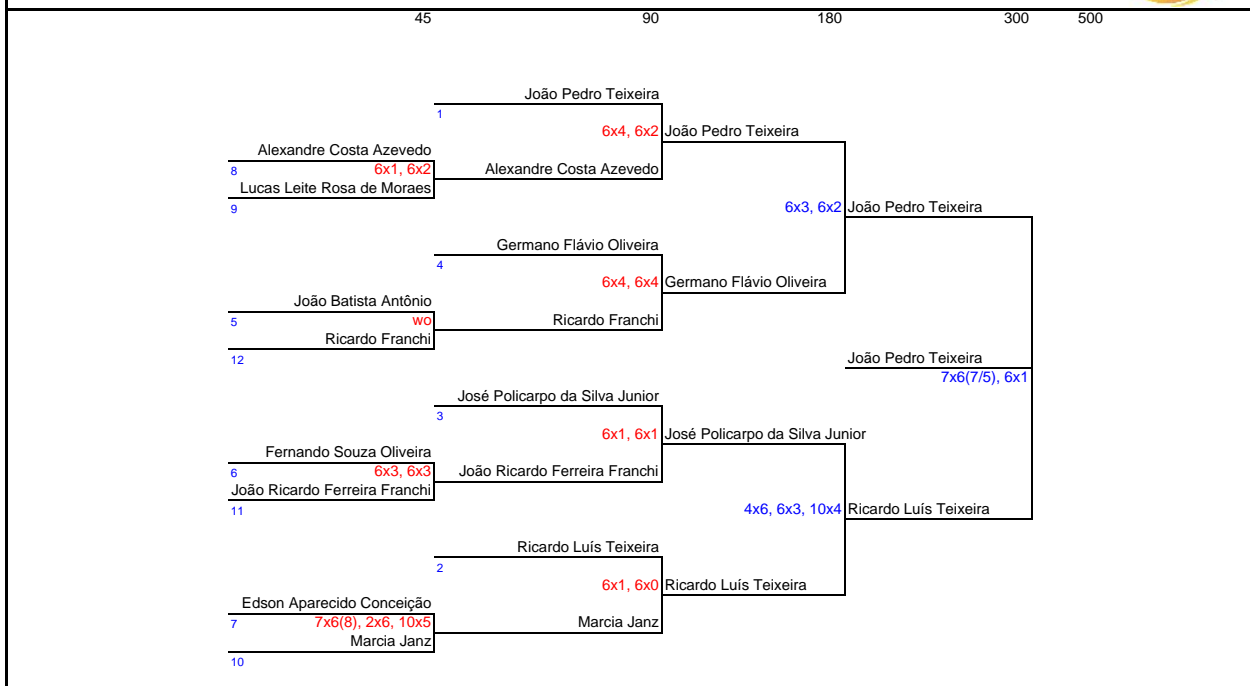 45 90 180 300 500
João Pedro Teixeira
1
6x4, 6x2 João Pedro Teixeira
Alexandre Costa Azevedo
8 6x1, 6x2 Alexandre Costa Azevedo
Lucas Leite Rosa de Moraes
9
6x3, 6x2 João Pedro Teixeira
Germano Flávio Oliveira
4
6x4, 6x4 Germano Flávio Oliveira
João Batista Antônio
5 wo Ricardo Franchi
Ricardo Franchi
12
João Pedro Teixeira
7x6(7/5), 6x1
José Policarpo da Silva Junior
3
6x1, 6x1 José Policarpo da Silva Junior
Fernando Souza Oliveira
6 6x3, 6x3 João Ricardo Ferreira Franchi
João Ricardo Ferreira Franchi
11
4x6, 6x3, 10x4 Ricardo Luís Teixeira
Ricardo Luís Teixeira
2
6x1, 6x0 Ricardo Luís Teixeira
Edson Aparecido Conceição
7 7x6(8), 2x6, 10x5 Marcia Janz
Marcia Janz
10